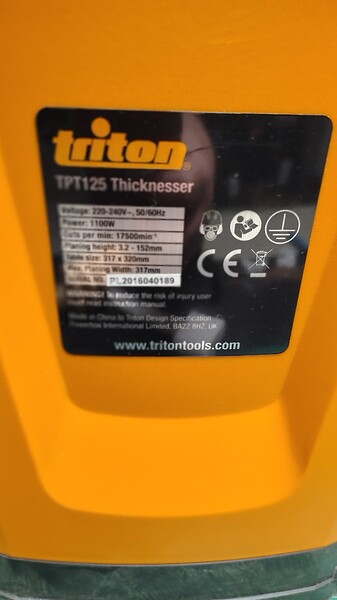 triton
TPT125 Thicknesser
Voltage: 220-240V~, 50/60Hz
Power: 1100W
Cuts per min: 17500min⁻¹
Planing height: 3.2 - 152mm
Table size: 317 x 320mm
Max. Planing Width: 317mm
SERIAL NO. PL2016040189
WARNING! To reduce the risk of injury user
must read instruction manual.
Made in China to Triton Design Specification.
Powerbox International Limited, BA22 8HZ, UK
CE
www.tritontools.com